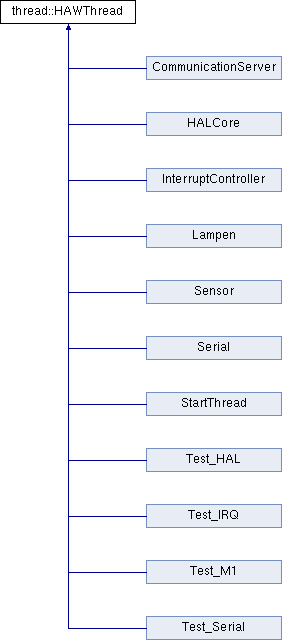 thread::HAWThread
CommunicationServer
HALCore
InterruptController
Lampen
Sensor
Serial
StartThread
Test_HAL
Test_IRQ
Test_M1
Test_Serial